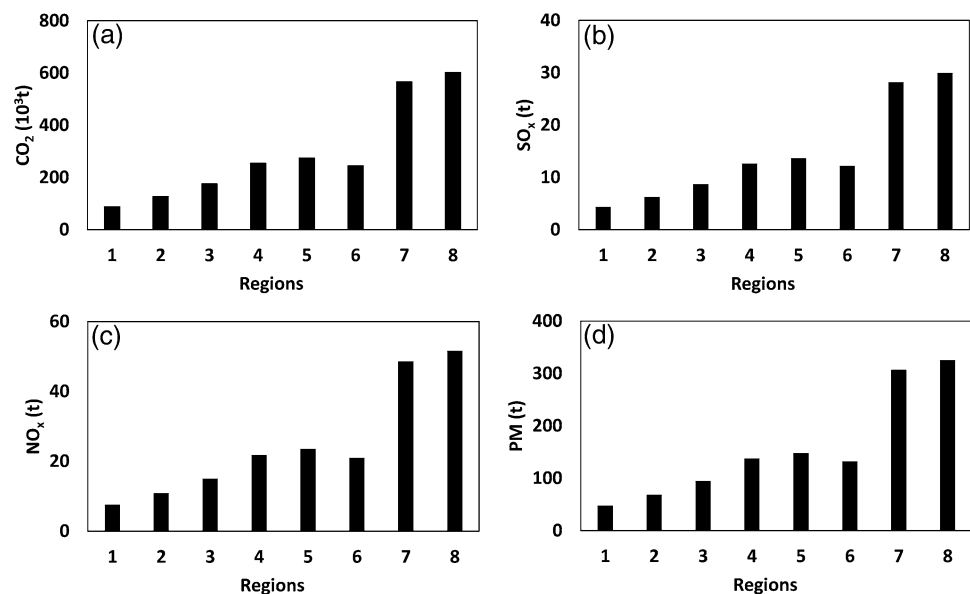 (a)
CO₂ (10³t)
800
600
400
200
0
1 2 3 4 5 6 7 8
Regions
(b)
SOₓ (t)
40
30
20
10
0
1 2 3 4 5 6 7 8
Regions
(c)
NOₓ (t)
60
40
20
0
1 2 3 4 5 6 7 8
Regions
(d)
PM (t)
400
300
200
100
0
1 2 3 4 5 6 7 8
Regions